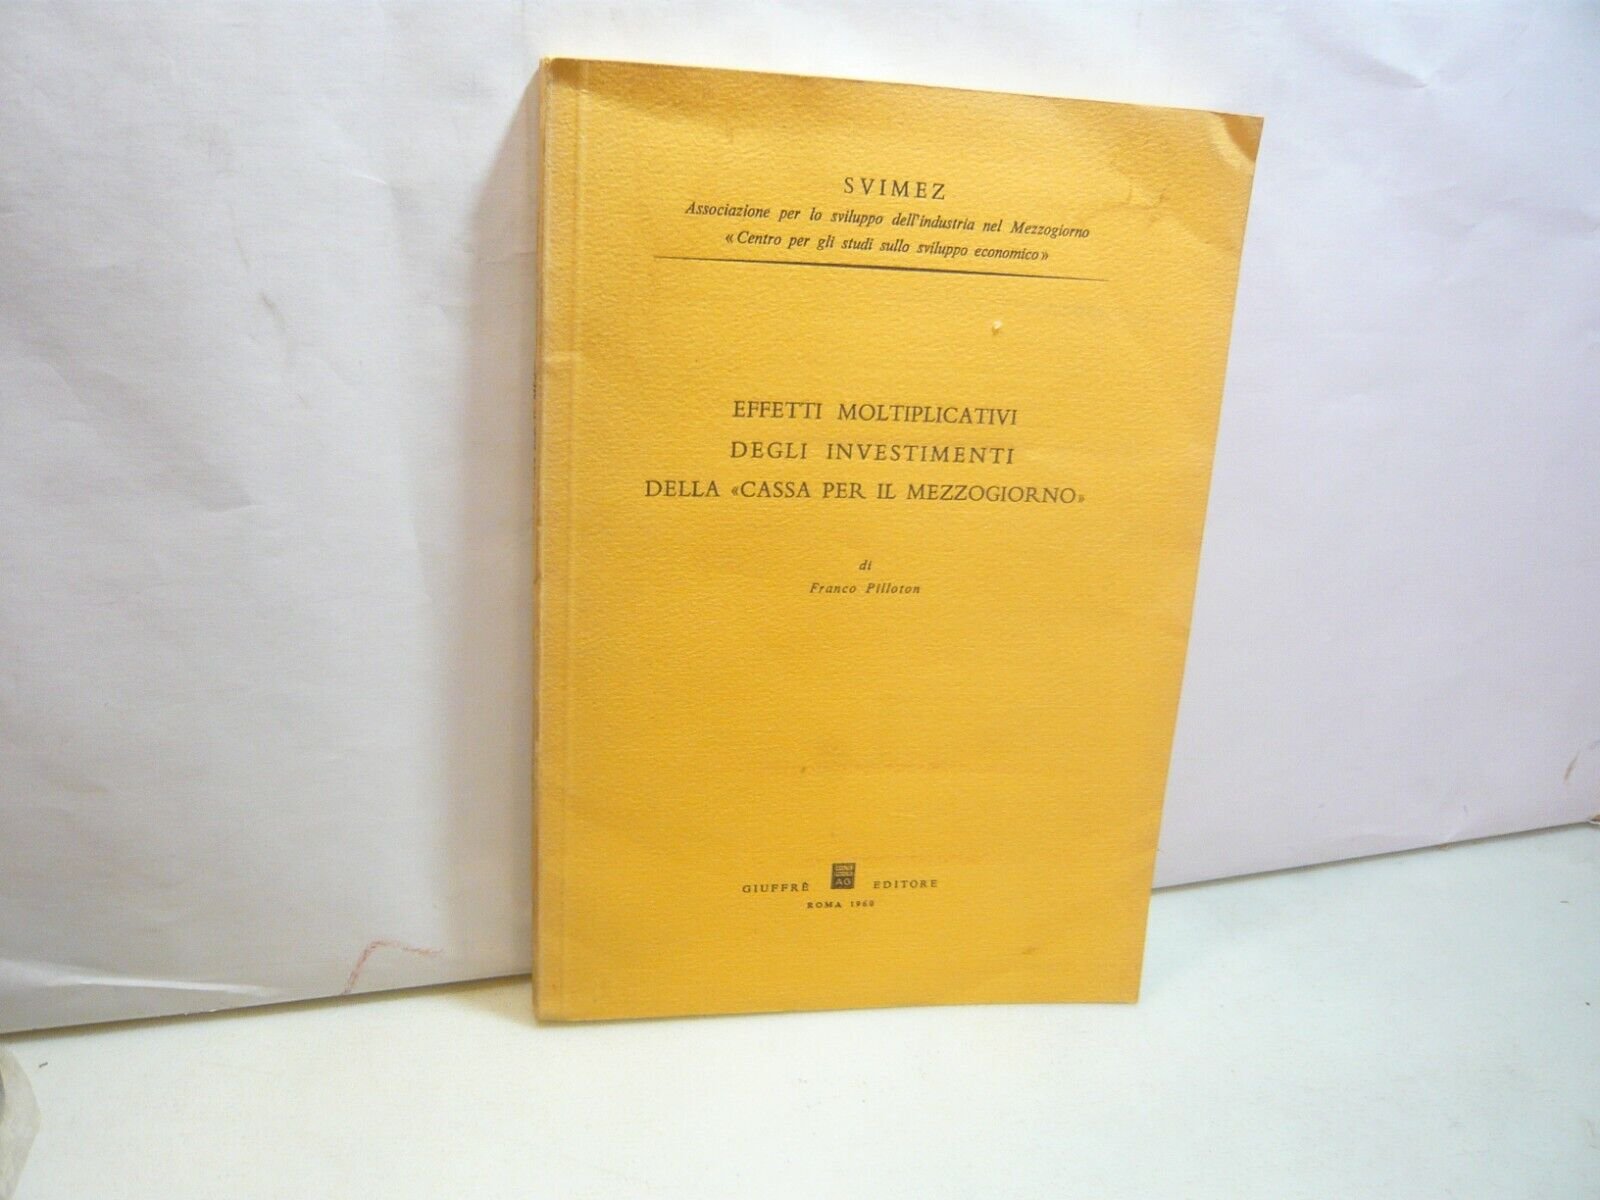 SVIMEZ
Associazione per lo sviluppo dell'industria nel Mezzogiorno
«Centro per gli studi sullo sviluppo economico»
EFFETTI MOLTIPLICATIVI
DEGLI INVESTIMENTI
DELLA «CASSA PER IL MEZZOGIORNO»
di
Franco Pilloton
GIUFFRÈ AG EDITORE
ROMA 1960